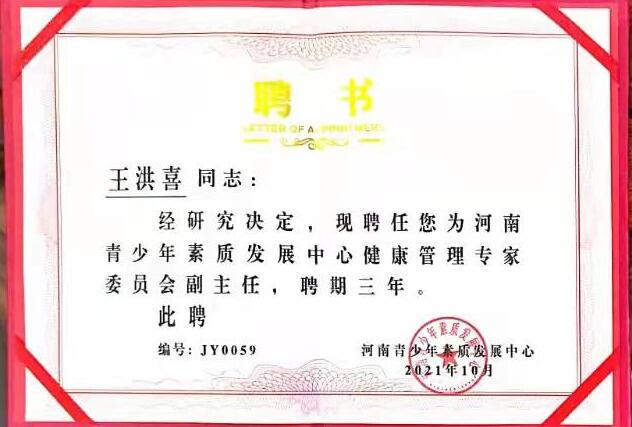 聘书
LETTER OF APPOINTMENT
王洪喜 同志：
经研究决定，现聘任您为河南
青少年素质发展中心健康管理专家
委员会副主任，聘期三年。
此聘
编号：JY0059
河南青少年素质发展中心
2021年10月